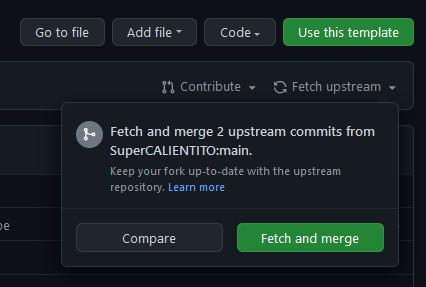 Go to file
Add file
Code
Use this template
Contribute
Fetch upstream
Fetch and merge 2 upstream commits from
SuperCALIENTITO:main.
Keep your fork up-to-date with the upstream
repository. Learn more
Compare
Fetch and merge